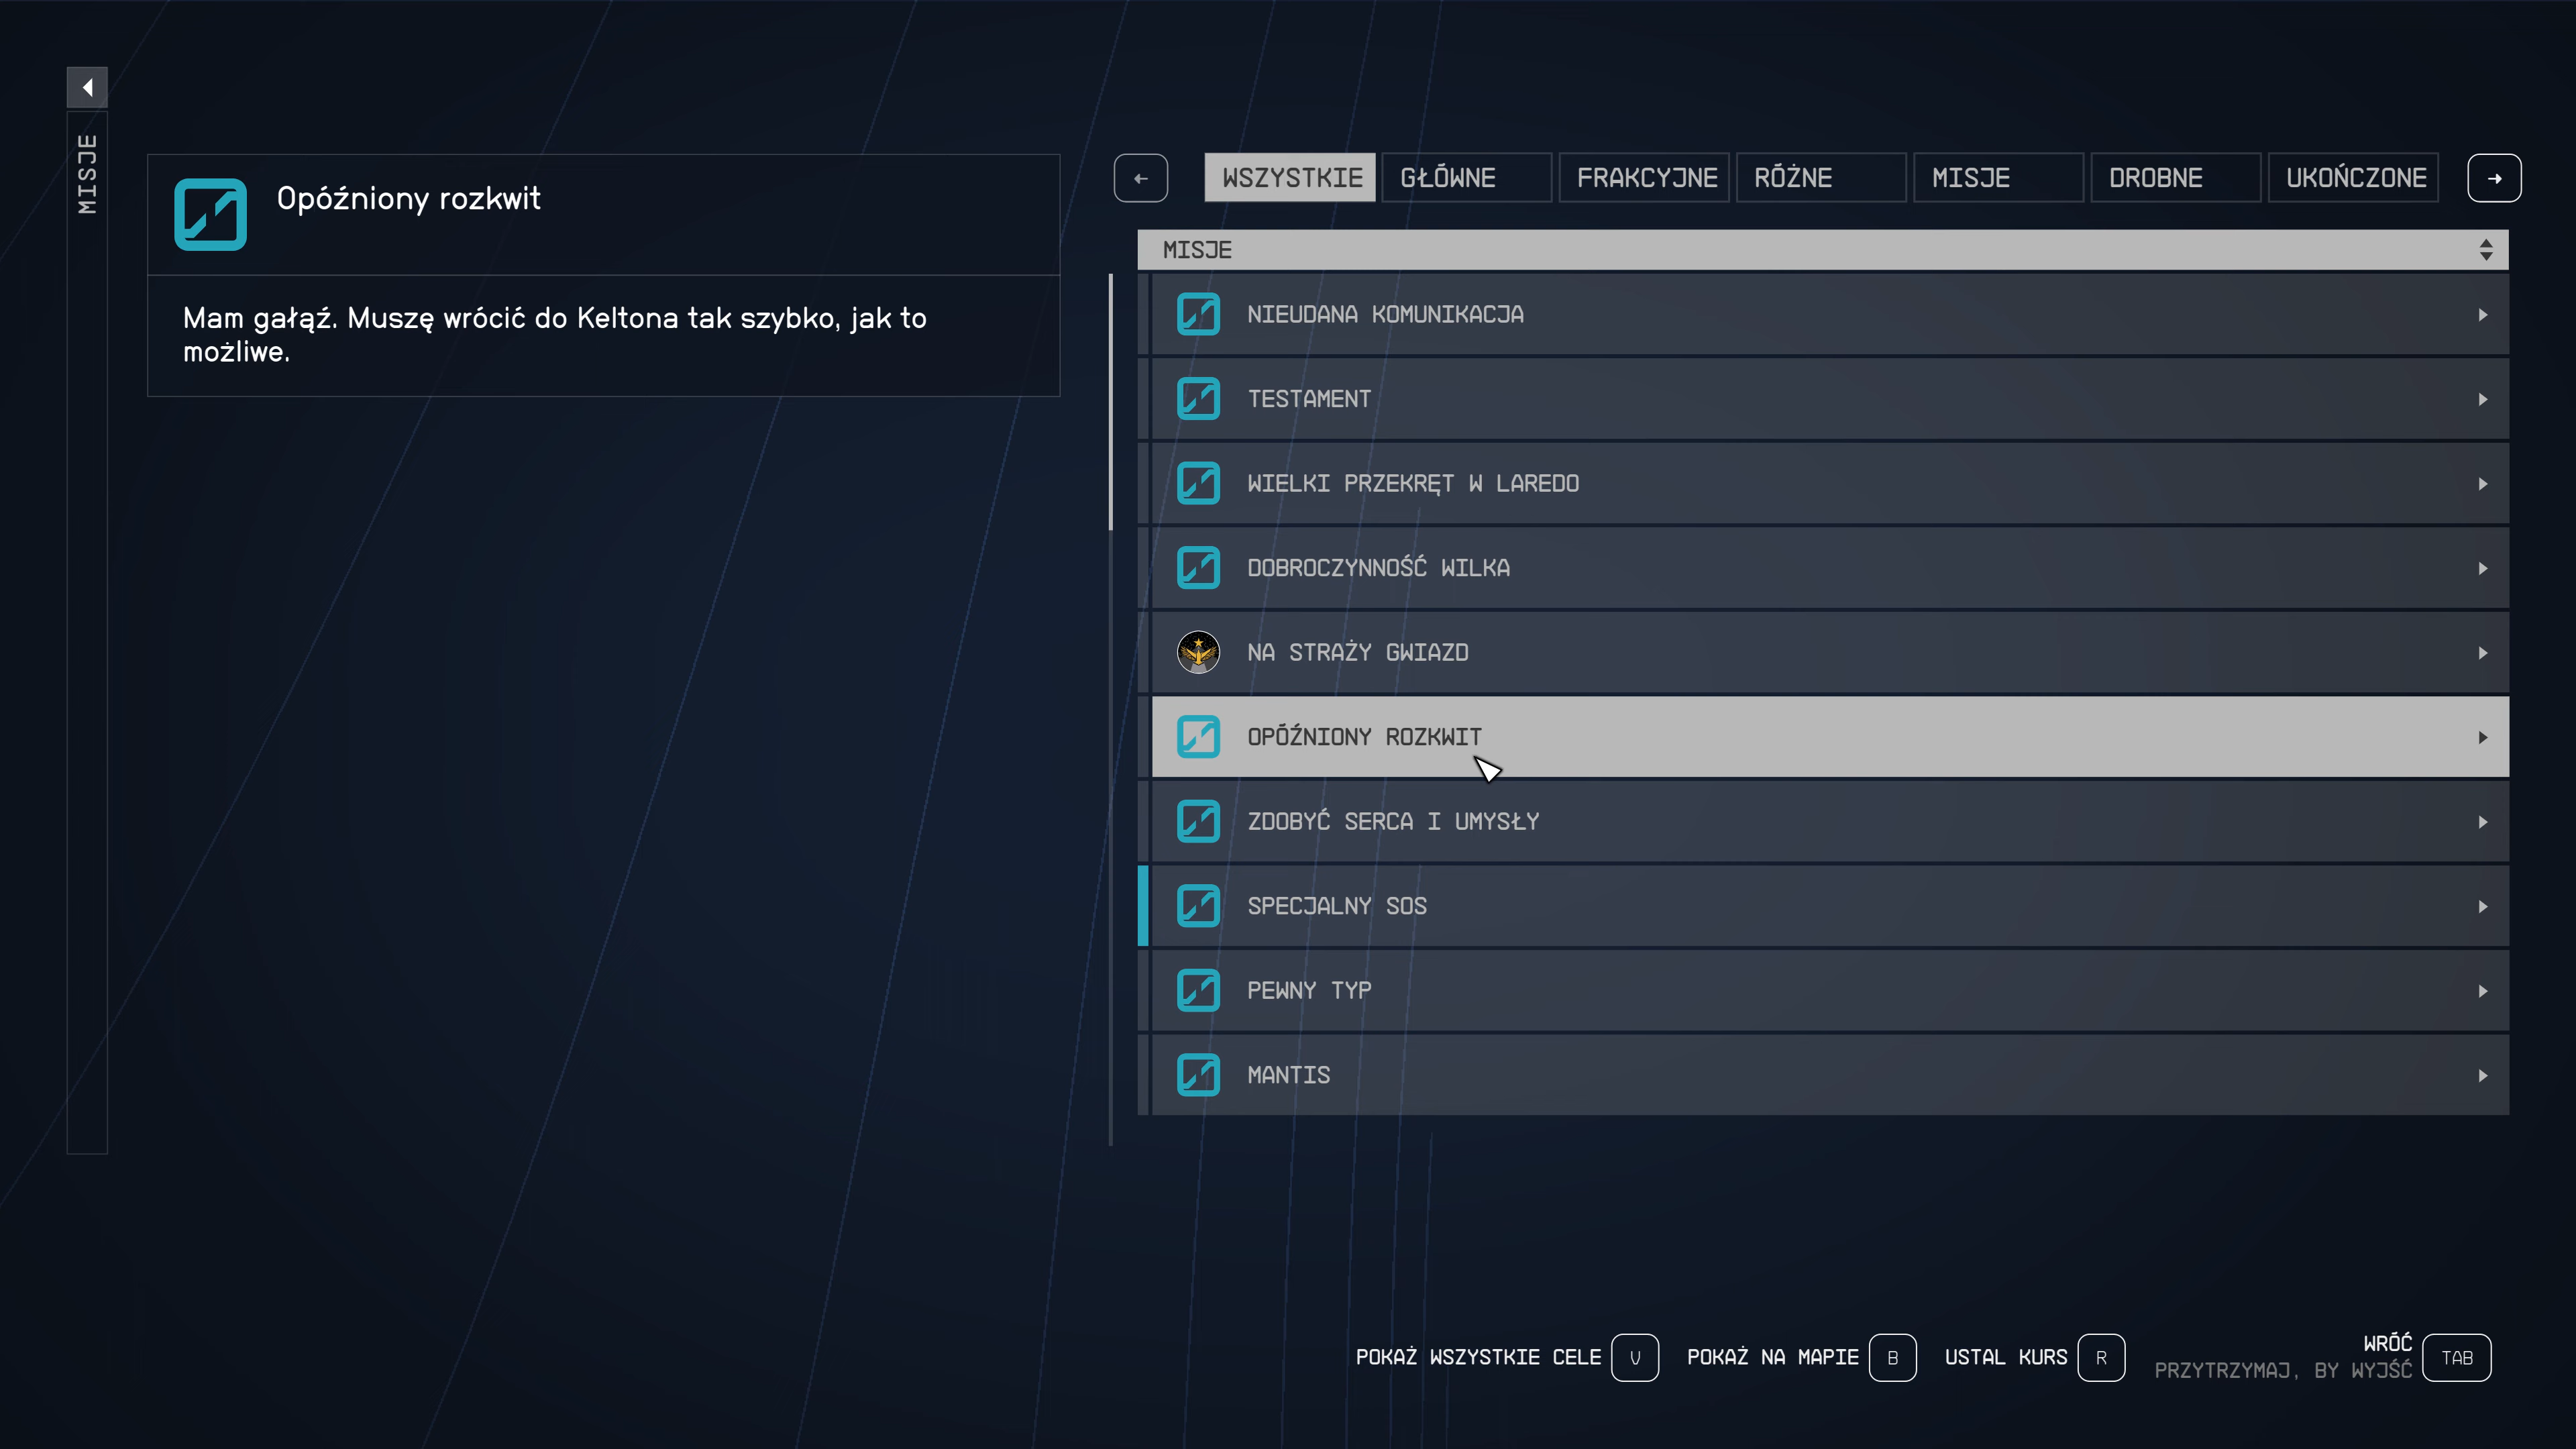 MISJE
Opóźniony rozkwit
Mam gałąź. Muszę wrócić do Keltona tak szybko, jak to
możliwe.
WSZYSTKIE GŁÓWNE FRAKCYJNE RÓŻNE MISJE DROBNE UKOŃCZONE
MISJE
NIEUDANA KOMUNIKACJA
TESTAMENT
WIELKI PRZEKRĘT W LAREDO
DOBROCZYNNOŚĆ WILKA
NA STRAŻY GWIAZD
OPÓŹNIONY ROZKWIT
ZDOBYĆ SERCA I UMYSŁY
SPECJALNY SOS
PEWNY TYP
MANTIS
POKAŻ WSZYSTKIE CELE V POKAŻ NA MAPIE B USTAL KURS R WRÓĆ TAB
PRZYTRZYMAJ, BY WYJŚĆ